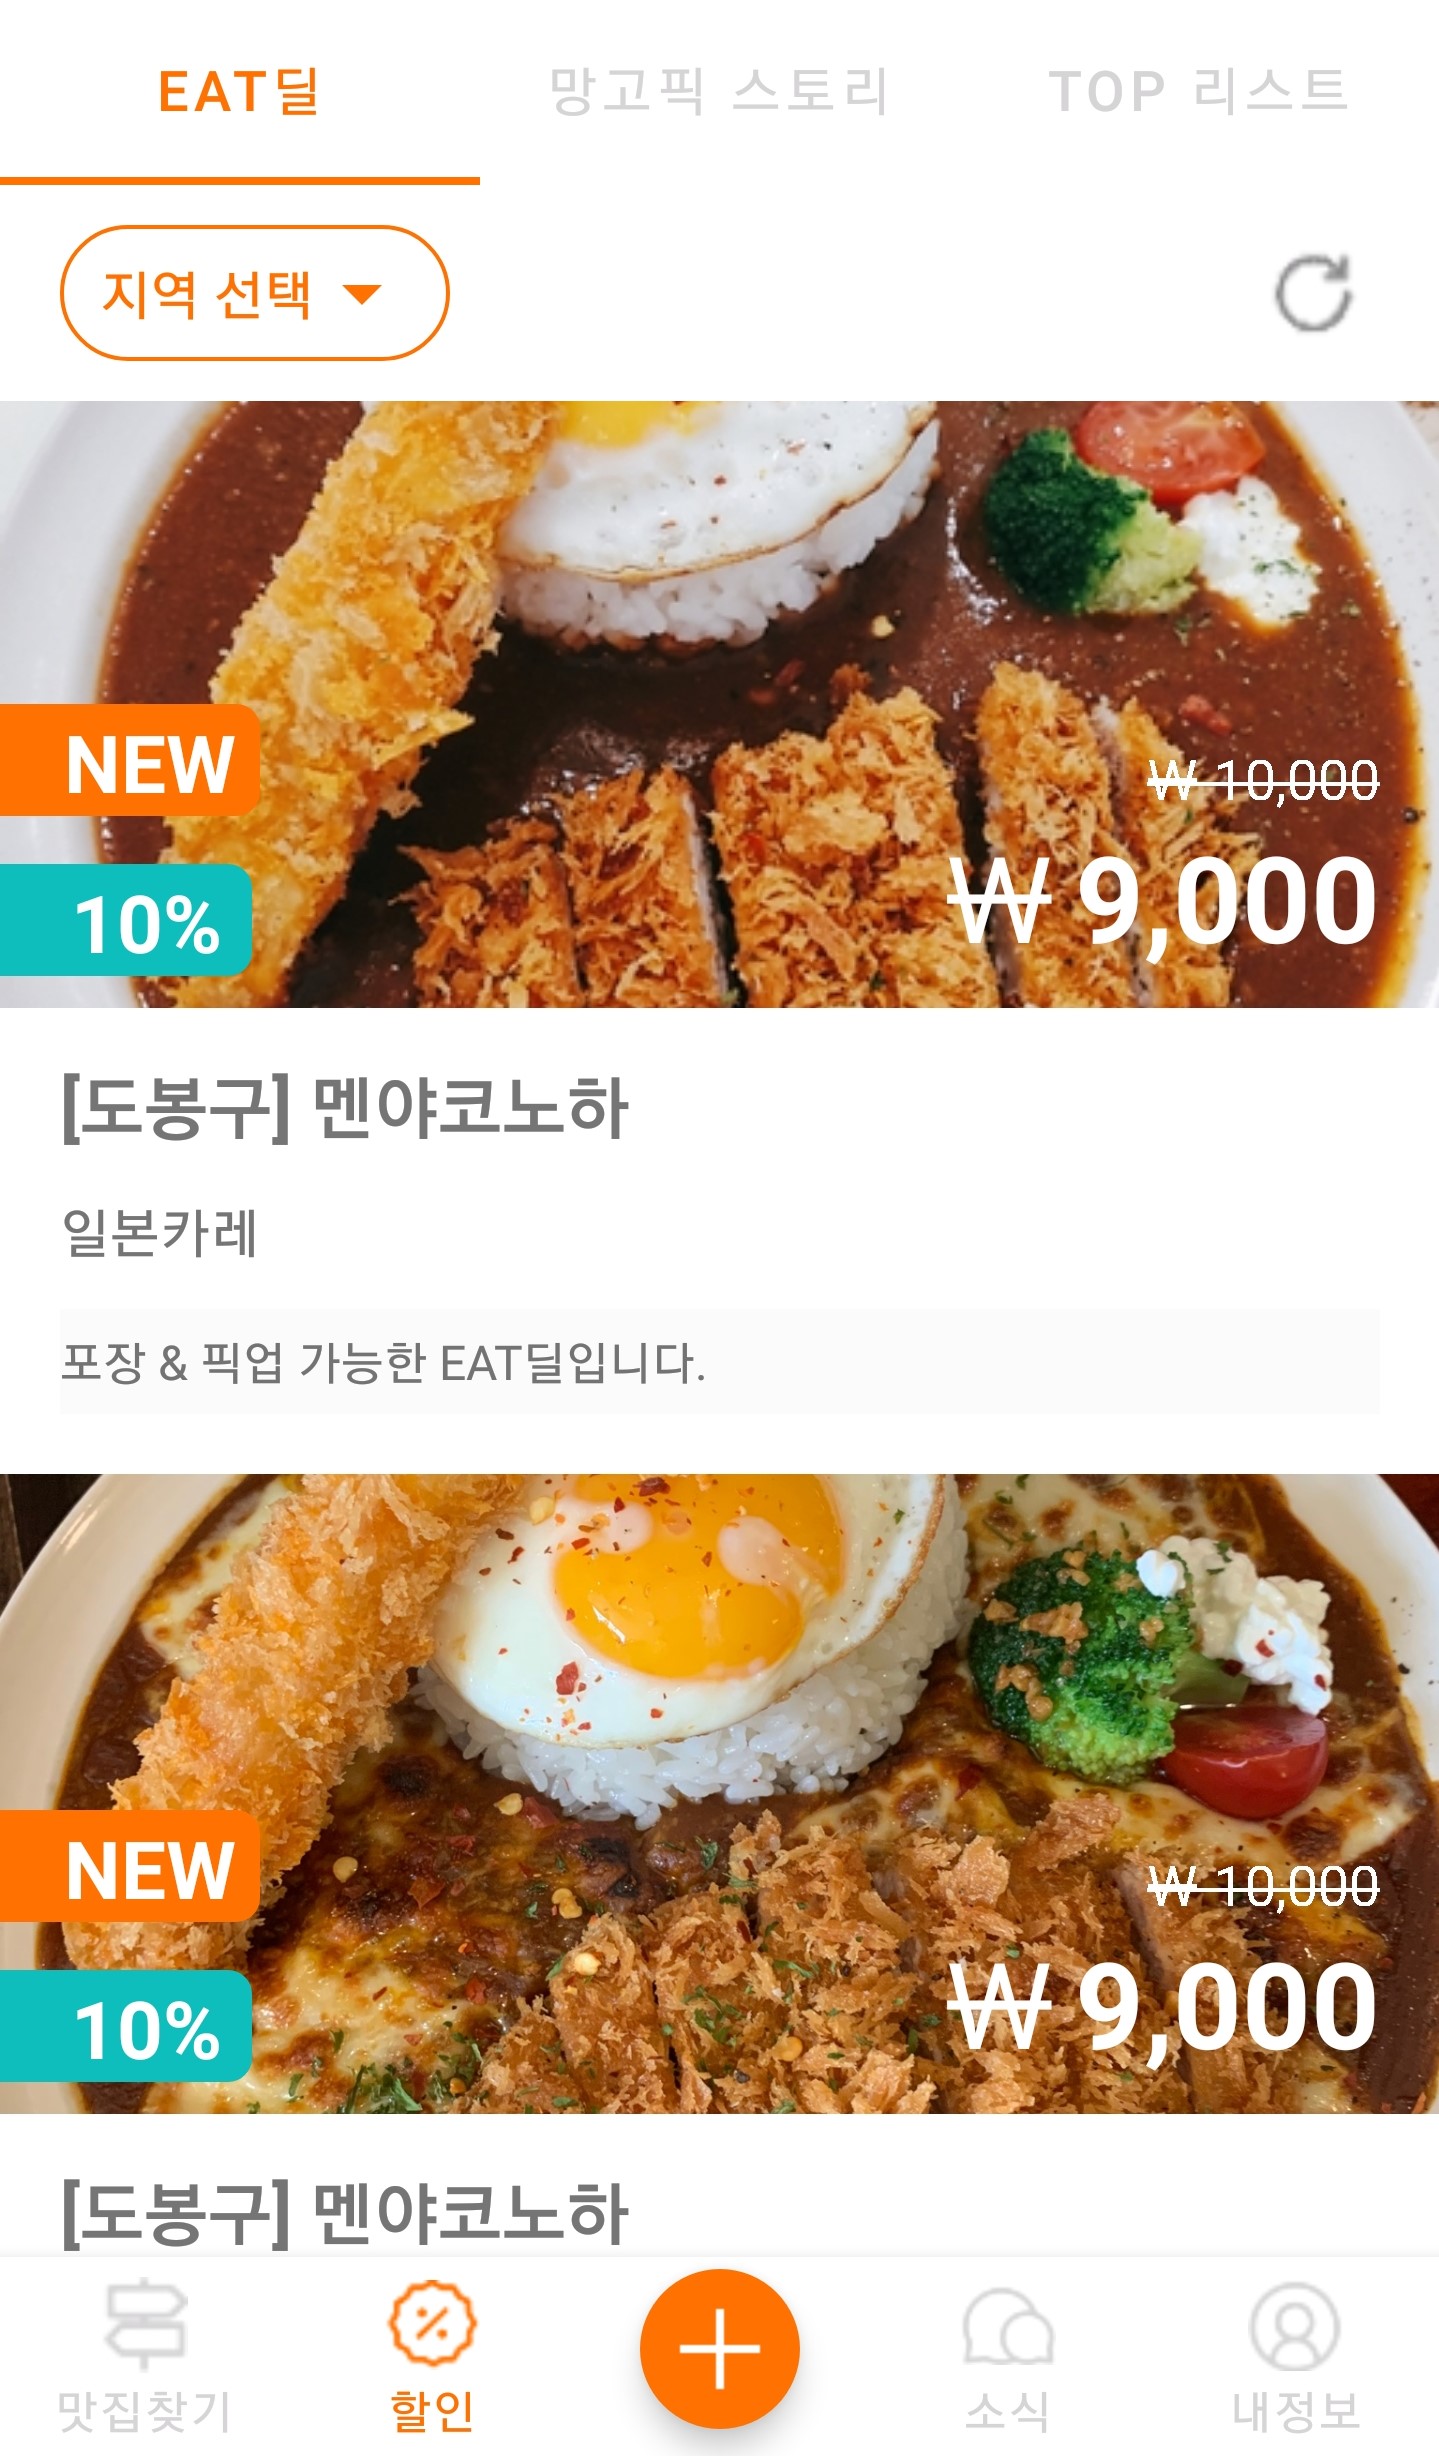 EAT딜 망고픽 스토리 TOP 리스트
지역 선택
NEW
₩ 10,000
10%
₩ 9,000
[도봉구] 멘야코노하
일본카레
포장 & 픽업 가능한 EAT딜입니다.
NEW
₩ 10,000
10%
₩ 9,000
[도봉구] 멘야코노하
맛집찾기 할인 소식 내정보